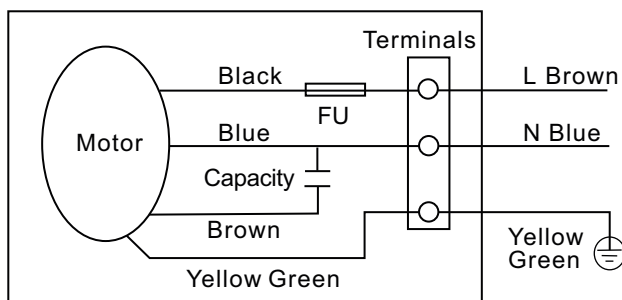 Terminals
Black
L Brown
FU
Blue
N Blue
Motor
Capacity
Brown
Yellow
Green
Yellow Green